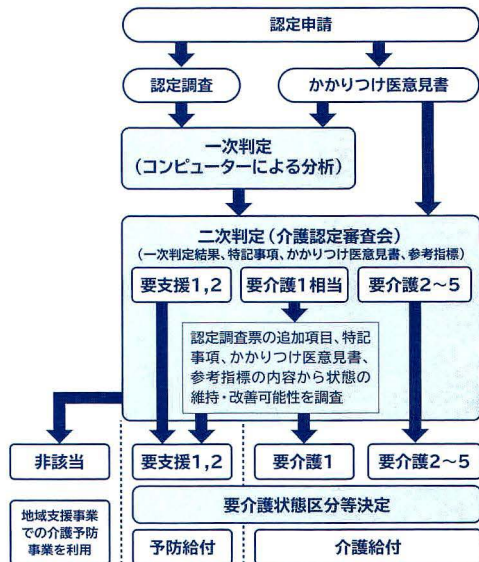 認定申請
認定調査
かかりつけ医意見書
一次判定
(コンピューターによる分析)
二次判定(介護認定審査会)
(一次判定結果、特記事項、かかりつけ医意見書、参考指標)
要支援1,2
要介護1相当
要介護2〜5
認定調査票の追加項目、特記
事項、かかりつけ医意見書、
参考指標の内容から状態の
維持・改善可能性を調査
非該当
要支援1,2
要介護1
要介護2〜5
地域支援事業
での介護予防
事業を利用
要介護状態区分等決定
予防給付
介護給付